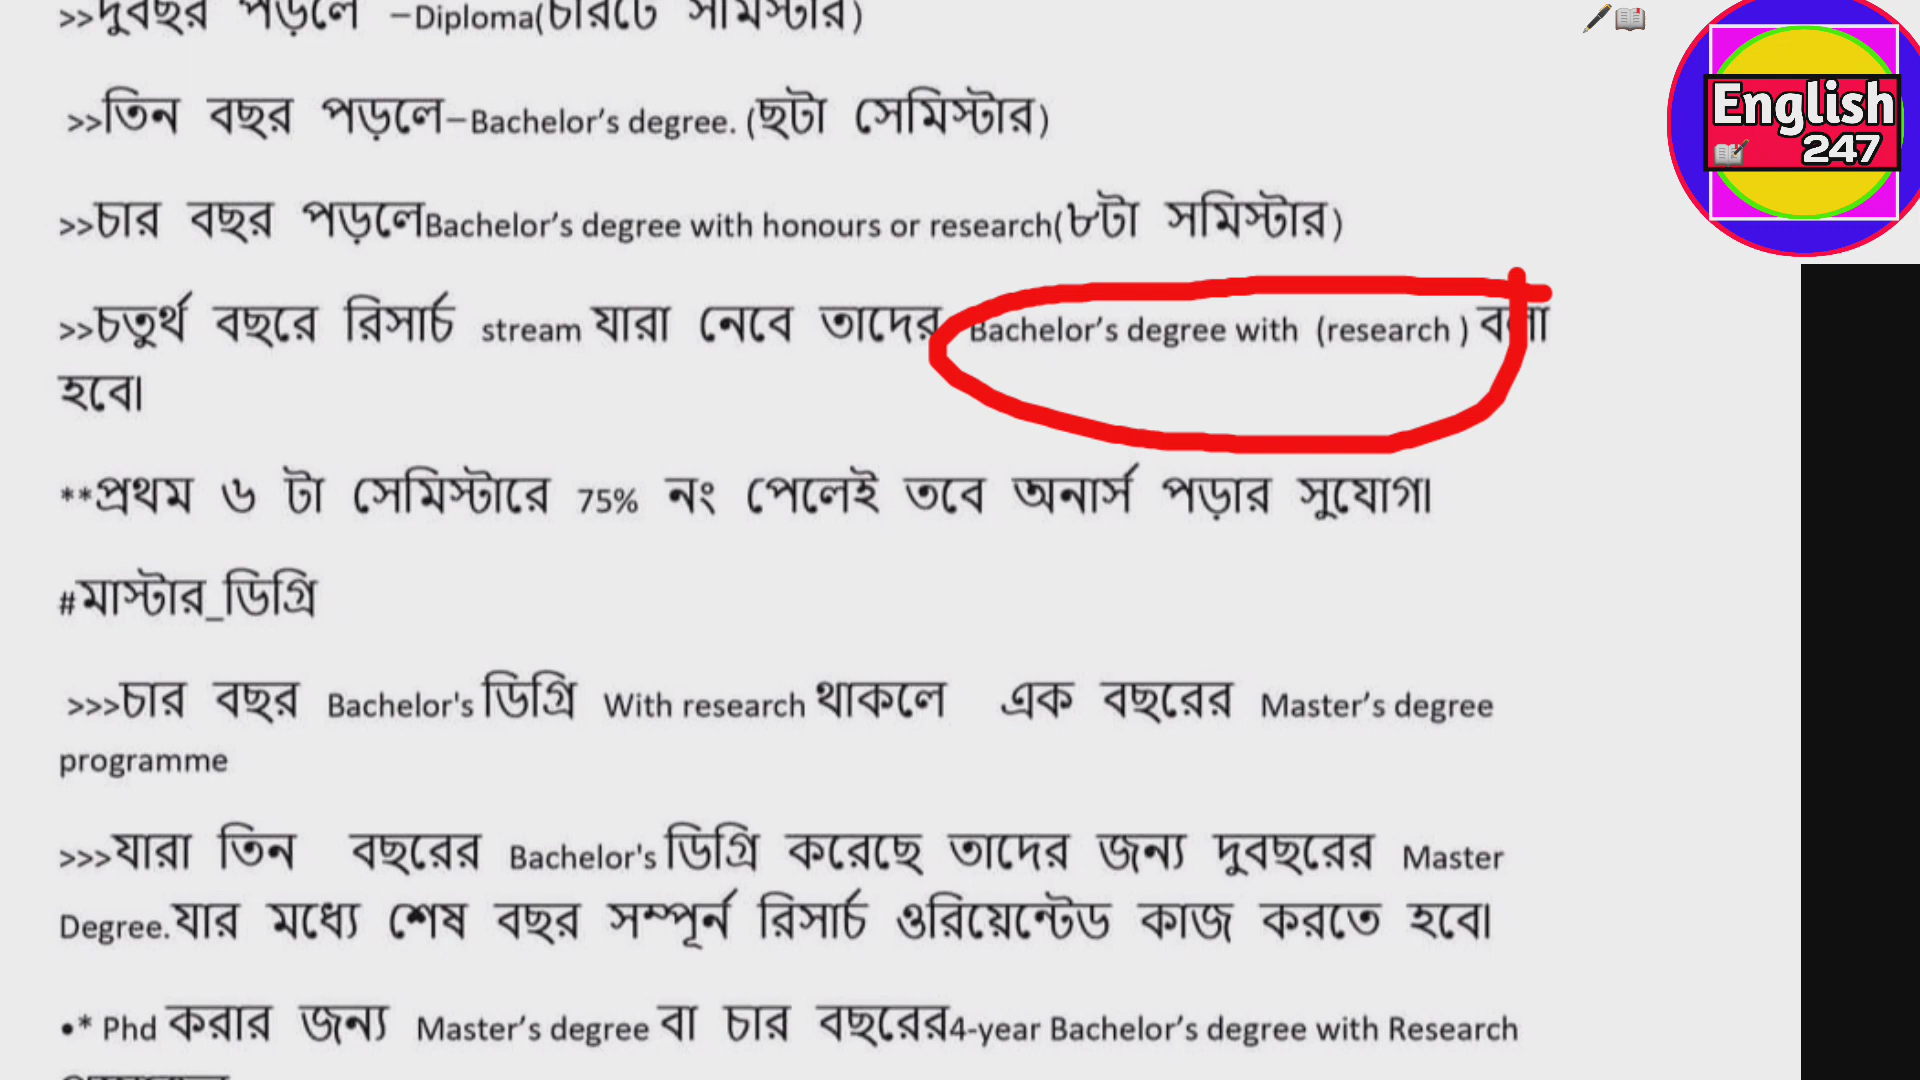 >>দুবছর পড়লে –Diploma(চারটে সমিস্টার)
>>তিন বছর পড়লে–Bachelor’s degree. (ছটা সেমিস্টার)
>>চার বছর পড়লেBachelor’s degree with honours or research(৮টা সমিস্টার)
>>চতুর্থ বছরে রিসার্চ stream যারা নেবে তাদের Bachelor’s degree with (research ) বলা
হবে।
**প্রথম ৬ টা সেমিস্টারে 75% নং পেলেই তবে অনার্স পড়ার সুযোগ।
#মাস্টার_ডিগ্রি
>>>চার বছর Bachelor's ডিগ্রি With research থাকলে এক বছরের Master’s degree
programme
>>>যারা তিন বছরের Bachelor's ডিগ্রি করেছে তাদের জন্য দুবছরের Master
Degree.যার মধ্যে শেষ বছর সম্পূর্ন রিসার্চ ওরিয়েন্টেড কাজ করতে হবে।
•* Phd করার জন্য Master’s degree বা চার বছরের4-year Bachelor’s degree with Research
English
247